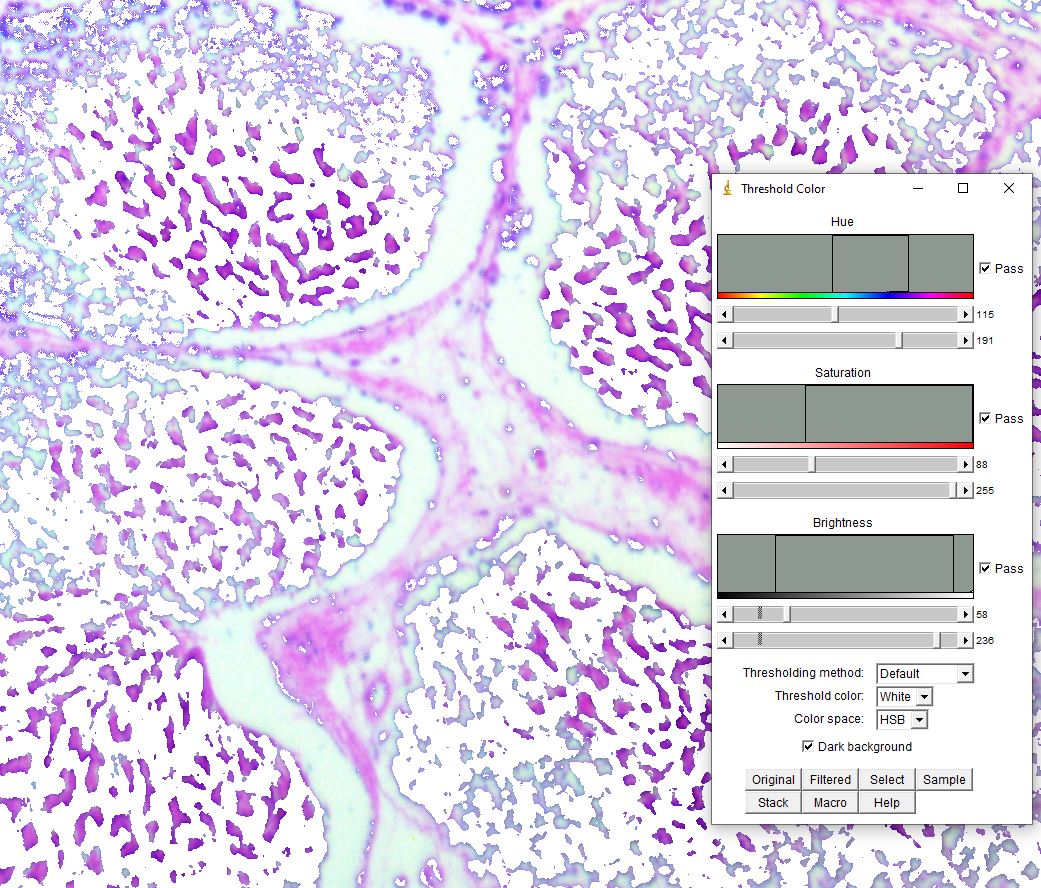 Threshold Color
Hue
Pass
115
191
Saturation
Pass
88
255
Brightness
Pass
58
236
Thresholding method: Default
Threshold color: White
Color space: HSB
Dark background
Original Filtered Select Sample
Stack Macro Help